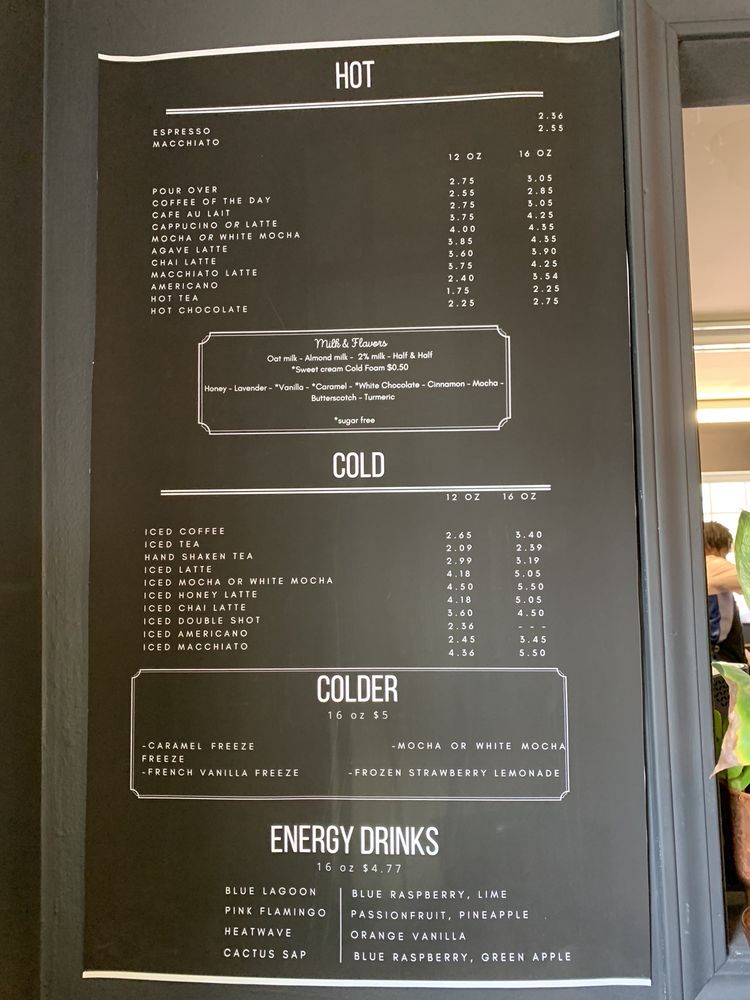 HOT
ESPRESSO 2.36
MACCHIATO 2.55
12 OZ 16 OZ
POUR OVER 2.75 3.05
COFFEE OF THE DAY 2.55 2.85
CAFE AU LAIT 2.75 3.05
CAPPUCINO OR LATTE 3.75 4.25
MOCHA OR WHITE MOCHA 4.00 4.35
AGAVE LATTE 3.85 4.35
CHAI LATTE 3.60 3.90
MACCHIATO LATTE 3.75 4.25
AMERICANO 2.40 3.54
HOT TEA 1.75 2.25
HOT CHOCOLATE 2.25 2.75
Milk & Flavors
Oat milk - Almond milk - 2% milk - Half & Half
*Sweet cream Cold Foam $0.50
Honey - Lavender - *Vanilla - *Caramel - *White Chocolate - Cinnamon - Mocha -
Butterscotch - Turmeric
*sugar free
COLD
12 OZ 16 OZ
ICED COFFEE 2.65 3.40
ICED TEA 2.09 2.39
HAND SHAKEN TEA 2.99 3.19
ICED LATTE 4.18 5.05
ICED MOCHA OR WHITE MOCHA 4.50 5.50
ICED HONEY LATTE 4.18 5.05
ICED CHAI LATTE 3.60 4.50
ICED DOUBLE SHOT 2.36 - - -
ICED AMERICANO 2.45 3.45
ICED MACCHIATO 4.36 5.50
COLDER
16 oz $5
-CARAMEL FREEZE -MOCHA OR WHITE MOCHA
FREEZE
-FRENCH VANILLA FREEZE -FROZEN STRAWBERRY LEMONADE
ENERGY DRINKS
16 oz $4.77
BLUE LAGOON BLUE RASPBERRY, LIME
PINK FLAMINGO PASSIONFRUIT, PINEAPPLE
HEATWAVE ORANGE VANILLA
CACTUS SAP BLUE RASPBERRY, GREEN APPLE